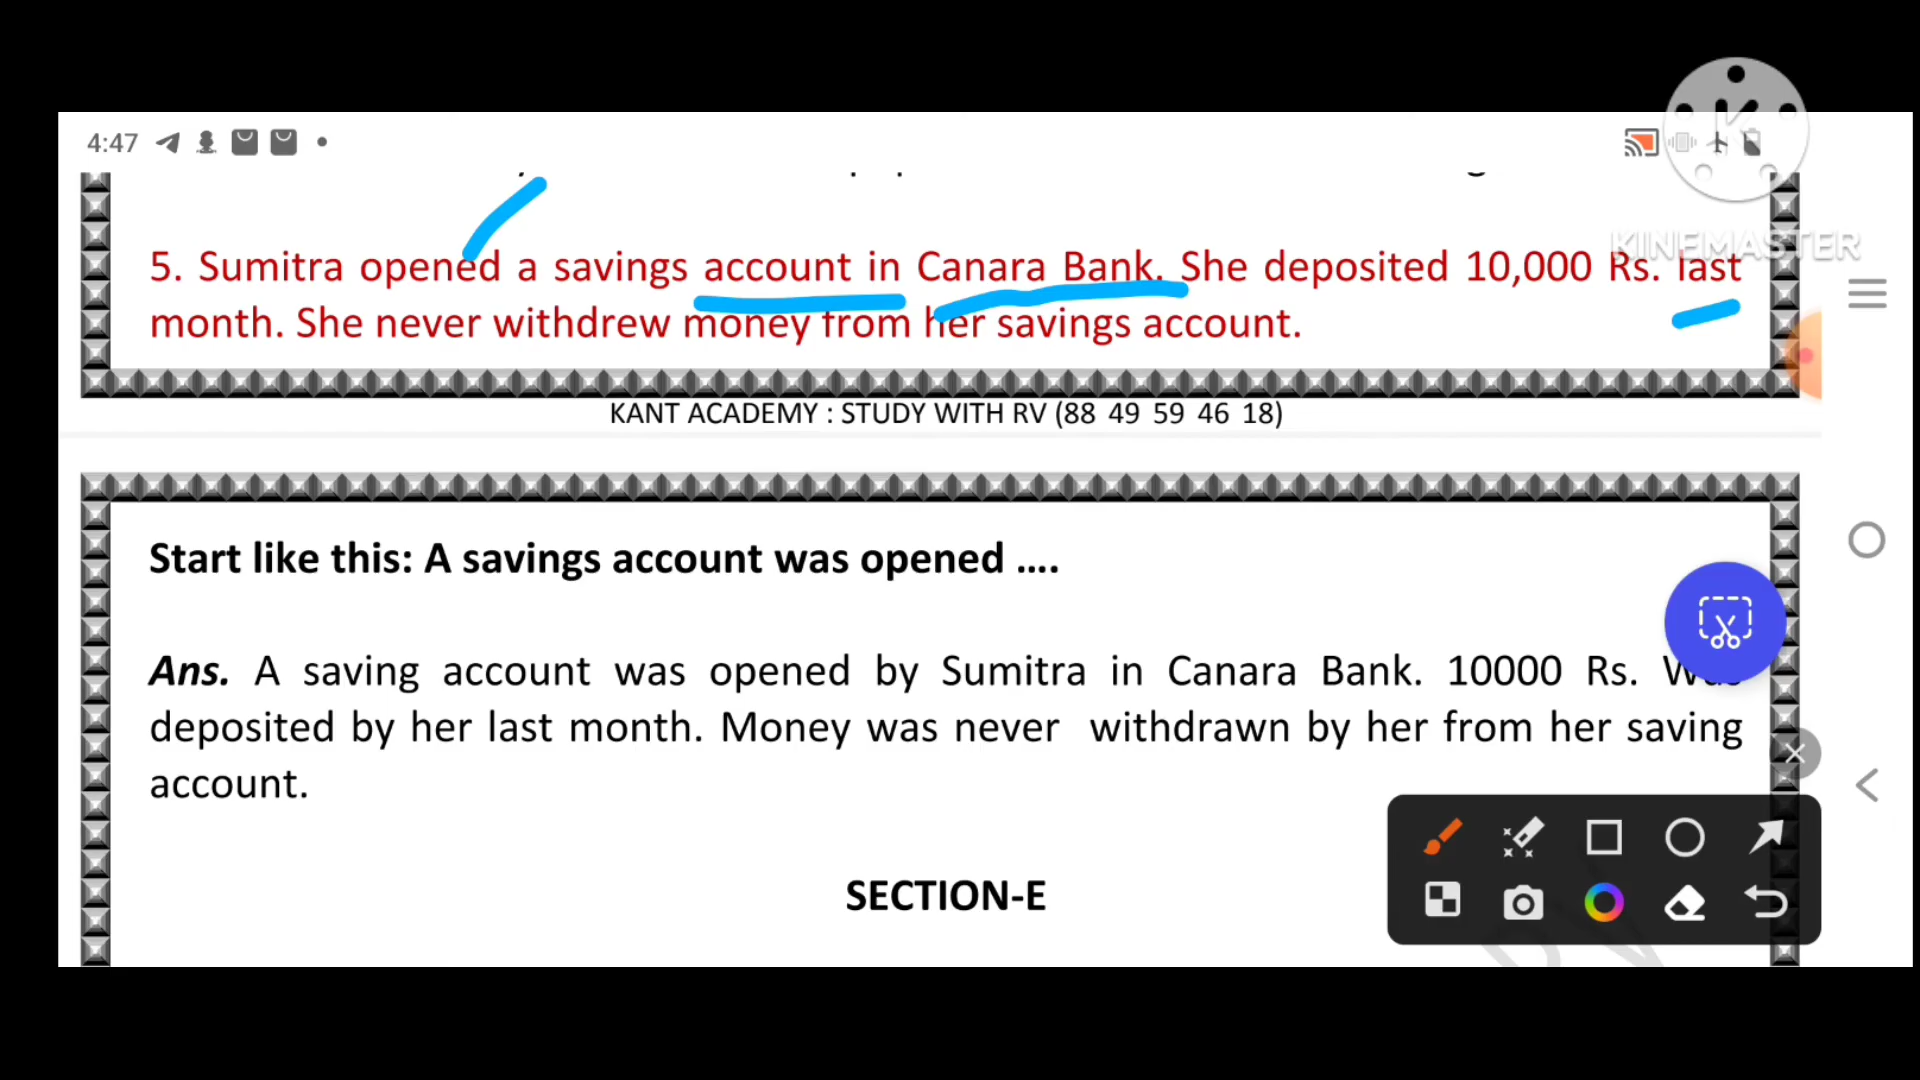 4:47
KINEMASTER
5. Sumitra opened a savings account in Canara Bank. She deposited 10,000 Rs. last
month. She never withdrew money from her savings account.
KANT ACADEMY : STUDY WITH RV (88 49 59 46 18)
Start like this: A savings account was opened ....
Ans. A saving account was opened by Sumitra in Canara Bank. 10000 Rs. Was
deposited by her last month. Money was never withdrawn by her from her saving
account.
SECTION-E